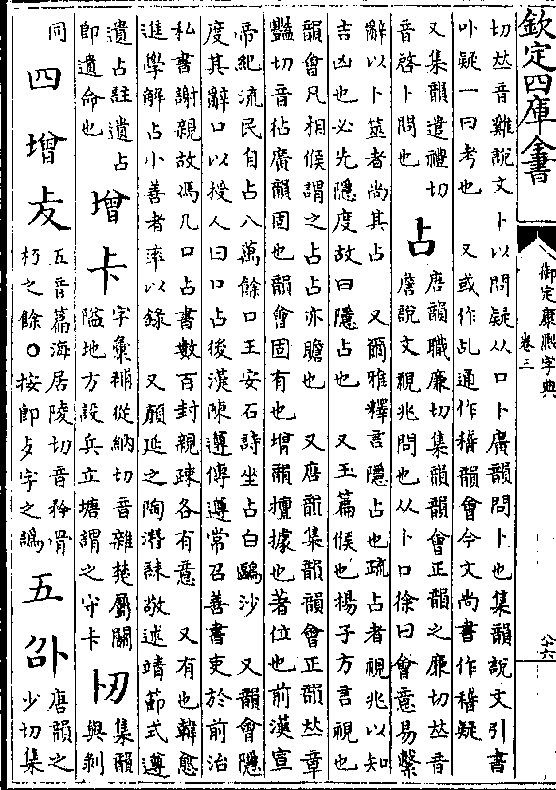 欽定四庫全書
御定康熙字典
卷三
六六
切𠀤音雞說文卜以問疑从口卜廣韻問卜也集韻說文引書
卟疑一曰考也 又或作乩通作稽韻會今文尚書作稽疑
又集韻遣禮切音啓卜問也 占 唐韻職廉切集韻韻會正韻之廉切𠀤音詹說文視兆問也从卜口徐曰會意易繫
辭以卜筮者尚其占 又爾雅釋言隱占也疏占者視兆以知
吉凶也必先隱度故曰隱占也 又玉篇候也揚子方言視也
韻會凡相候謂之占占亦瞻也 又唐韻集韻韻會正韻𠀤章
豔切音佔廣韻固也韻會固有也增韻擅據也著位也前漢宣
帝紀流民自占八萬餘口王安石詩坐占白鷗沙 又韻會隱
度其辭口以授人曰口占後漢陳遵傳遵常召善書吏於前治
私書謝親故馮几口占書數百封親疎各有意 又有也韓愈
進學解占小善者率以錄 又顏延之陶潛誄敬述靖節式遵
遺占註遺占即遺命也 增卡 字彙補從納切音雜楚屬關隘地方設兵立塘謂之守卡 𠨎 集韻與剃
同 四 增 攴 五音篇海居陵切音矜㱾朽之餘○按即歺字之譌 五 卲 唐韻之少切集